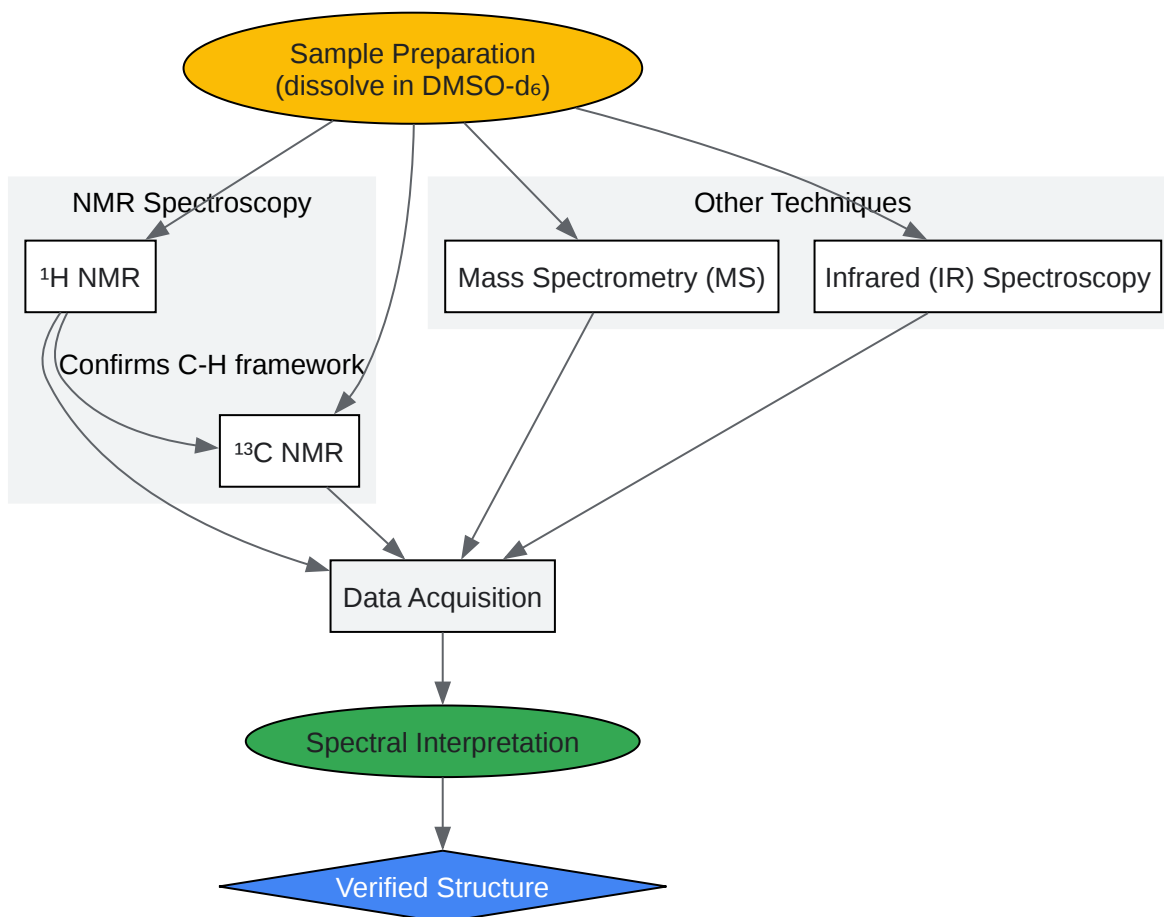 Sample Preparation
(dissolve in DMSO-d₆)
NMR Spectroscopy
Other Techniques
¹H NMR
Mass Spectrometry (MS)
Infrared (IR) Spectroscopy
Confirms C-H framework
¹³C NMR
Data Acquisition
Spectral Interpretation
Verified Structure